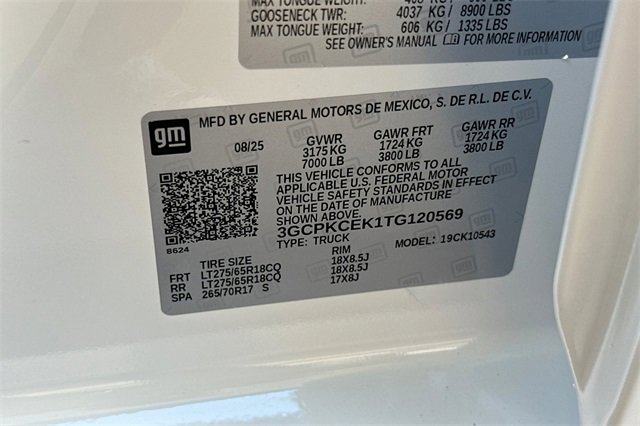 MAX TONGUE WEIGHT:
GOOSENECK TWR: 4037 KG/ 8900 LBS
MAX TONGUE WEIGHT: 606 KG/ 1335 LBS
SEE OWNER'S MANUAL FOR MORE INFORMATION
gm
MFD BY GENERAL MOTORS DE MEXICO, S. DE R.L. DE C.V.
08/25 GVWR GAWR FRT GAWR RR
3175 KG 1724 KG 1724 KG
7000 LB 3800 LB 3800 LB
THIS VEHICLE CONFORMS TO ALL
APPLICABLE U.S. FEDERAL MOTOR
VEHICLE SAFETY STANDARDS IN EFFECT
ON THE DATE OF MANUFACTURE
SHOWN ABOVE.
3GCPKCEK1TG120569
TYPE: TRUCK MODEL: 19CK10543
B624
TIRE SIZE RIM
FRT LT275/65R18CQ 18X8.5J
RR LT275/65R18CQ 18X8.5J
SPA 265/70R17 S 17X8J